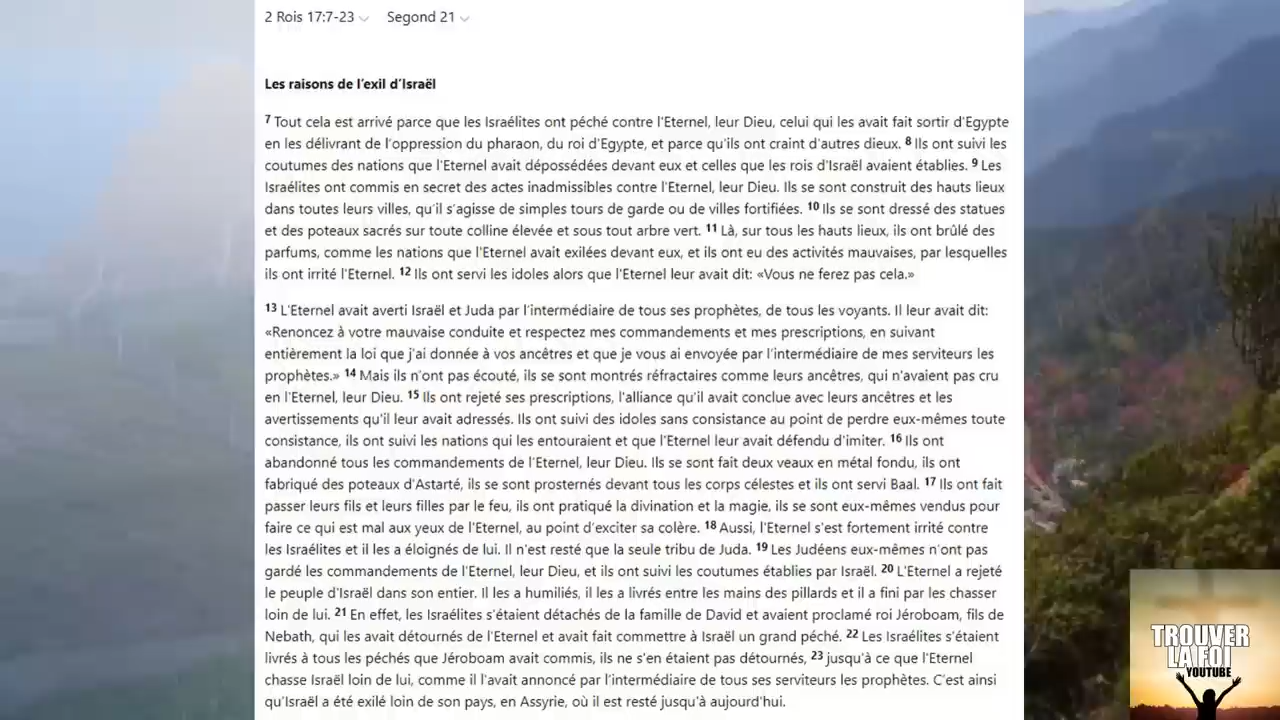 2 Rois 17:7-23 Segond 21
Les raisons de l'exil d'Israël
7 Tout cela est arrivé parce que les Israélites ont péché contre l'Eternel, leur Dieu, celui qui les avait fait sortir d'Egypte
en les délivrant de l'oppression du pharaon, du roi d'Egypte, et parce qu'ils ont craint d'autres dieux. 8 Ils ont suivi les
coutumes des nations que l'Eternel avait dépossédées devant eux et celles que les rois d'Israël avaient établies. 9 Les
Israélites ont commis en secret des actes inadmissibles contre l'Eternel, leur Dieu. Ils se sont construit des hauts lieux
dans toutes leurs villes, qu'il s'agisse de simples tours de garde ou de villes fortifiées. 10 Ils se sont dressé des statues
et des poteaux sacrés sur toute colline élevée et sous tout arbre vert. 11 Là, sur tous les hauts lieux, ils ont brûlé des
parfums, comme les nations que l'Eternel avait exilées devant eux, et ils ont eu des activités mauvaises, par lesquelles
ils ont irrité l'Eternel. 12 Ils ont servi les idoles alors que l'Eternel leur avait dit: «Vous ne ferez pas cela.»
13 L'Eternel avait averti Israël et Juda par l'intermédiaire de tous ses prophètes, de tous les voyants. Il leur avait dit:
«Renoncez à votre mauvaise conduite et respectez mes commandements et mes prescriptions, en suivant
entièrement la loi que j'ai donnée à vos ancêtres et que je vous ai envoyée par l'intermédiaire de mes serviteurs les
prophètes.» 14 Mais ils n'ont pas écouté, ils se sont montrés réfractaires comme leurs ancêtres, qui n'avaient pas cru
en l'Eternel, leur Dieu. 15 Ils ont rejeté ses prescriptions, l'alliance qu'il avait conclue avec leurs ancêtres et les
avertissements qu'il leur avait adressés. Ils ont suivi des idoles sans consistance au point de perdre eux-mêmes toute
consistance, ils ont suivi les nations qui les entouraient et que l'Eternel leur avait défendu d'imiter. 16 Ils ont
abandonné tous les commandements de l'Eternel, leur Dieu. Ils se sont fait deux veaux en métal fondu, ils ont
fabriqué des poteaux d'Astarté, ils se sont prosternés devant tous les corps célestes et ils ont servi Baal. 17 Ils ont fait
passer leurs fils et leurs filles par le feu, ils ont pratiqué la divination et la magie, ils se sont eux-mêmes vendus pour
faire ce qui est mal aux yeux de l'Eternel, au point d'exciter sa colère. 18 Aussi, l'Eternel s'est fortement irrité contre
les Israélites et il les a éloignés de lui. Il n'est resté que la seule tribu de Juda. 19 Les Judéens eux-mêmes n'ont pas
gardé les commandements de l'Eternel, leur Dieu, et ils ont suivi les coutumes établies par Israël. 20 L'Eternel a rejeté
le peuple d'Israël dans son entier. Il les a humiliés, il les a livrés entre les mains des pillards et il a fini par les chasser
loin de lui. 21 En effet, les Israélites s'étaient détachés de la famille de David et avaient proclamé roi Jéroboam, fils de
Nebath, qui les avait détournés de l'Eternel et avait fait commettre à Israël un grand péché. 22 Les Israélites s'étaient
livrés à tous les péchés que Jéroboam avait commis, ils ne s'en étaient pas détournés, 23 jusqu'à ce que l'Eternel
chasse Israël loin de lui, comme il l'avait annoncé par l'intermédiaire de tous ses serviteurs les prophètes. C'est ainsi
qu'Israël a été exilé loin de son pays, en Assyrie, où il est resté jusqu'à aujourd'hui.
TROUVER
LA FOI
YOUTUBE